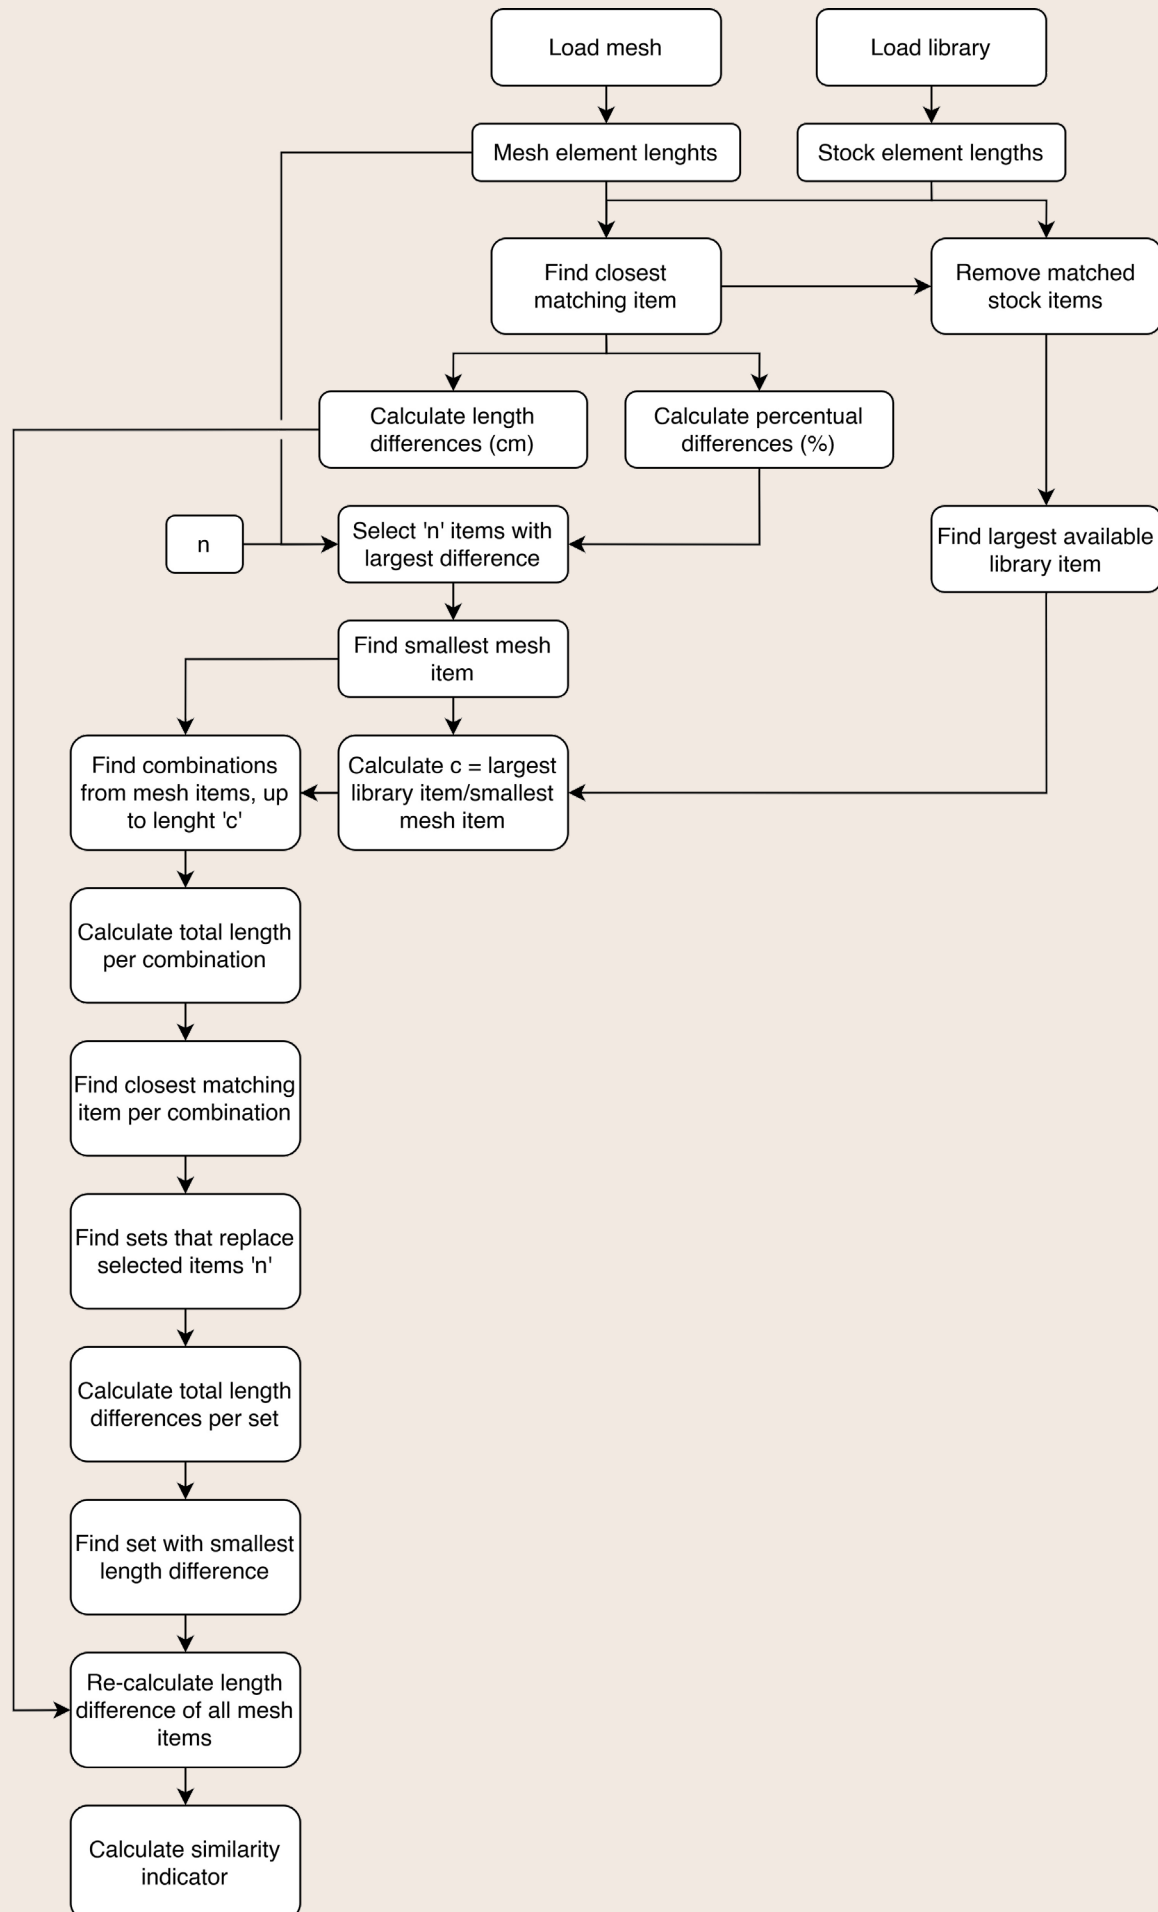 Load mesh
Load library
Mesh element lenghts
Stock element lengths
Find closest
matching item
Remove matched
stock items
Calculate length
differences (cm)
Calculate percentual
differences (%)
n
Select 'n' items with
largest difference
Find largest available
library item
Find smallest mesh
item
Find combinations
from mesh items, up
to lenght 'c'
Calculate c = largest
library item/smallest
mesh item
Calculate total length
per combination
Find closest matching
item per combination
Find sets that replace
selected items 'n'
Calculate total length
differences per set
Find set with smallest
length difference
Re-calculate length
difference of all mesh
items
Calculate similarity
indicator